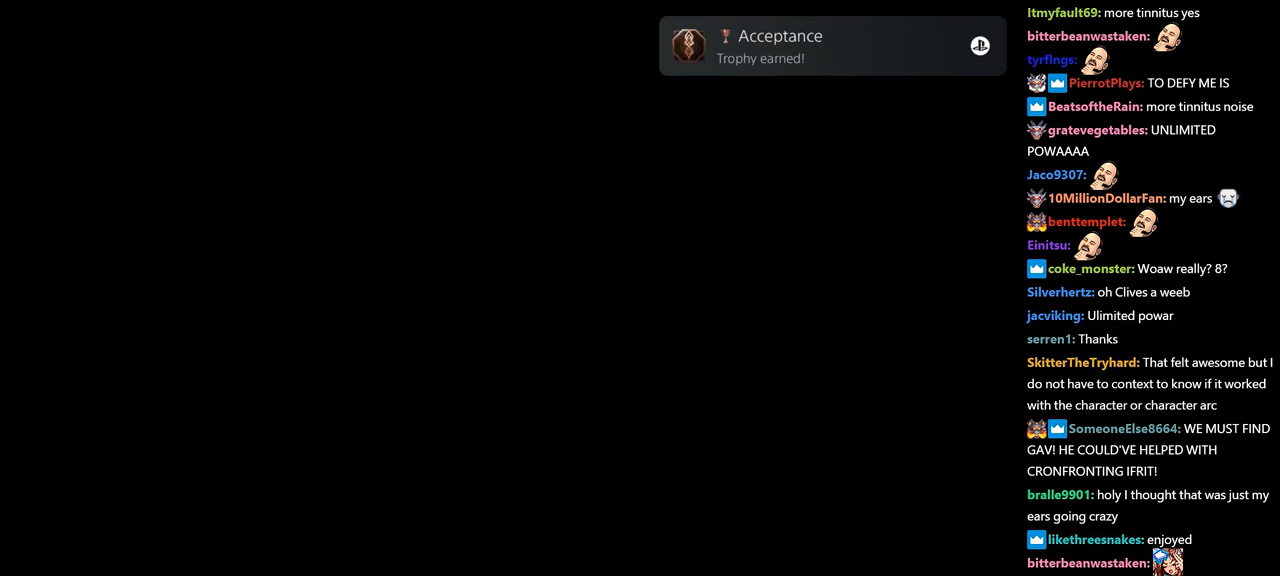 Acceptance
Trophy earned!
Itmyfault69: more tinnitus yes
bitterbeanwastaken:
tyrflngs:
PierrotPlays: TO DEFY ME IS
BeatsoftheRain: more tinnitus noise
gratevegetables: UNLIMITED
POWAAAA
Jaco9307:
10MillionDollarFan: my ears
benttemplet:
Einitsu:
coke_monster: Woaw really? 8?
Silverhertz: oh Clives a weeb
jacviking: Ulimited powar
serren1: Thanks
SkitterTheTryhard: That felt awesome but I
do not have to context to know if it worked
with the character or character arc
SomeoneElse8664: WE MUST FIND
GAV! HE COULD'VE HELPED WITH
CRONFRONTING IFRIT!
bralle9901: holy I thought that was just my
ears going crazy
likethreesnakes: enjoyed
bitterbeanwastaken: